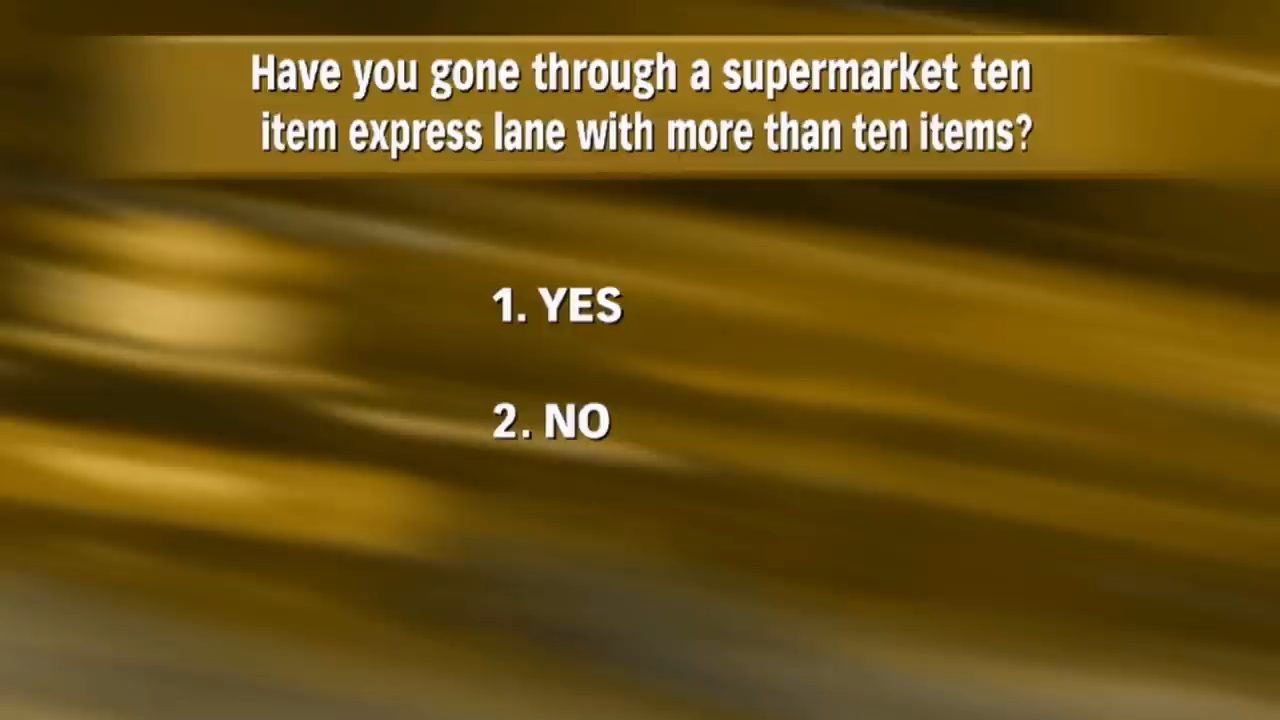 Have you gone through a supermarket ten
item express lane with more than ten items?
1. YES
2. NO